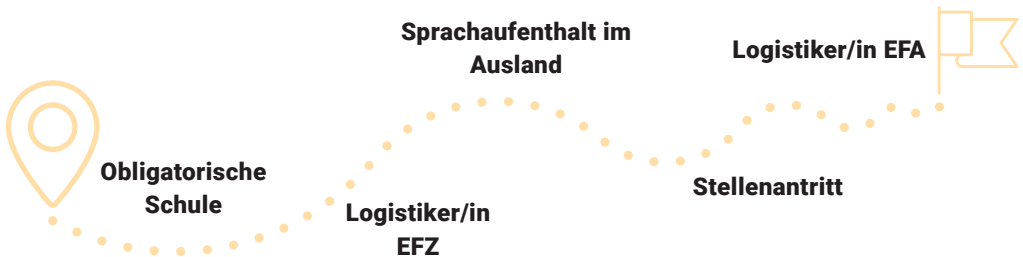 Obligatorische
Schule
Logistiker/in
EFZ
Sprachaufenthalt im
Ausland
Stellenantritt
Logistiker/in EFA